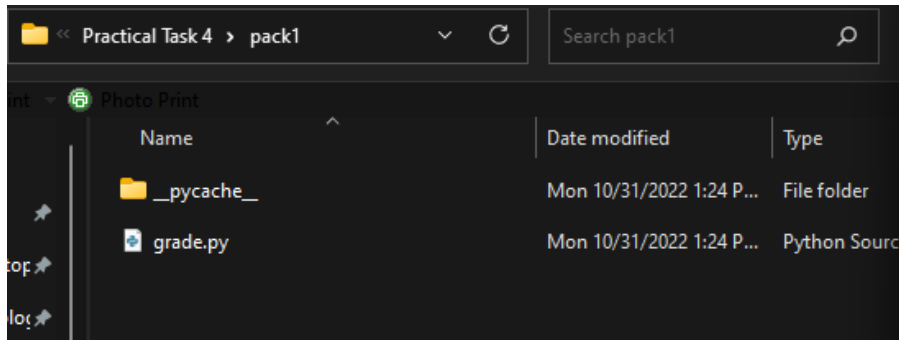 « Practical Task 4 > pack1 Search pack1
Photo Print
Name Date modified Type
__pycache__ Mon 10/31/2022 1:24 P... File folder
grade.py Mon 10/31/2022 1:24 P... Python Sourc